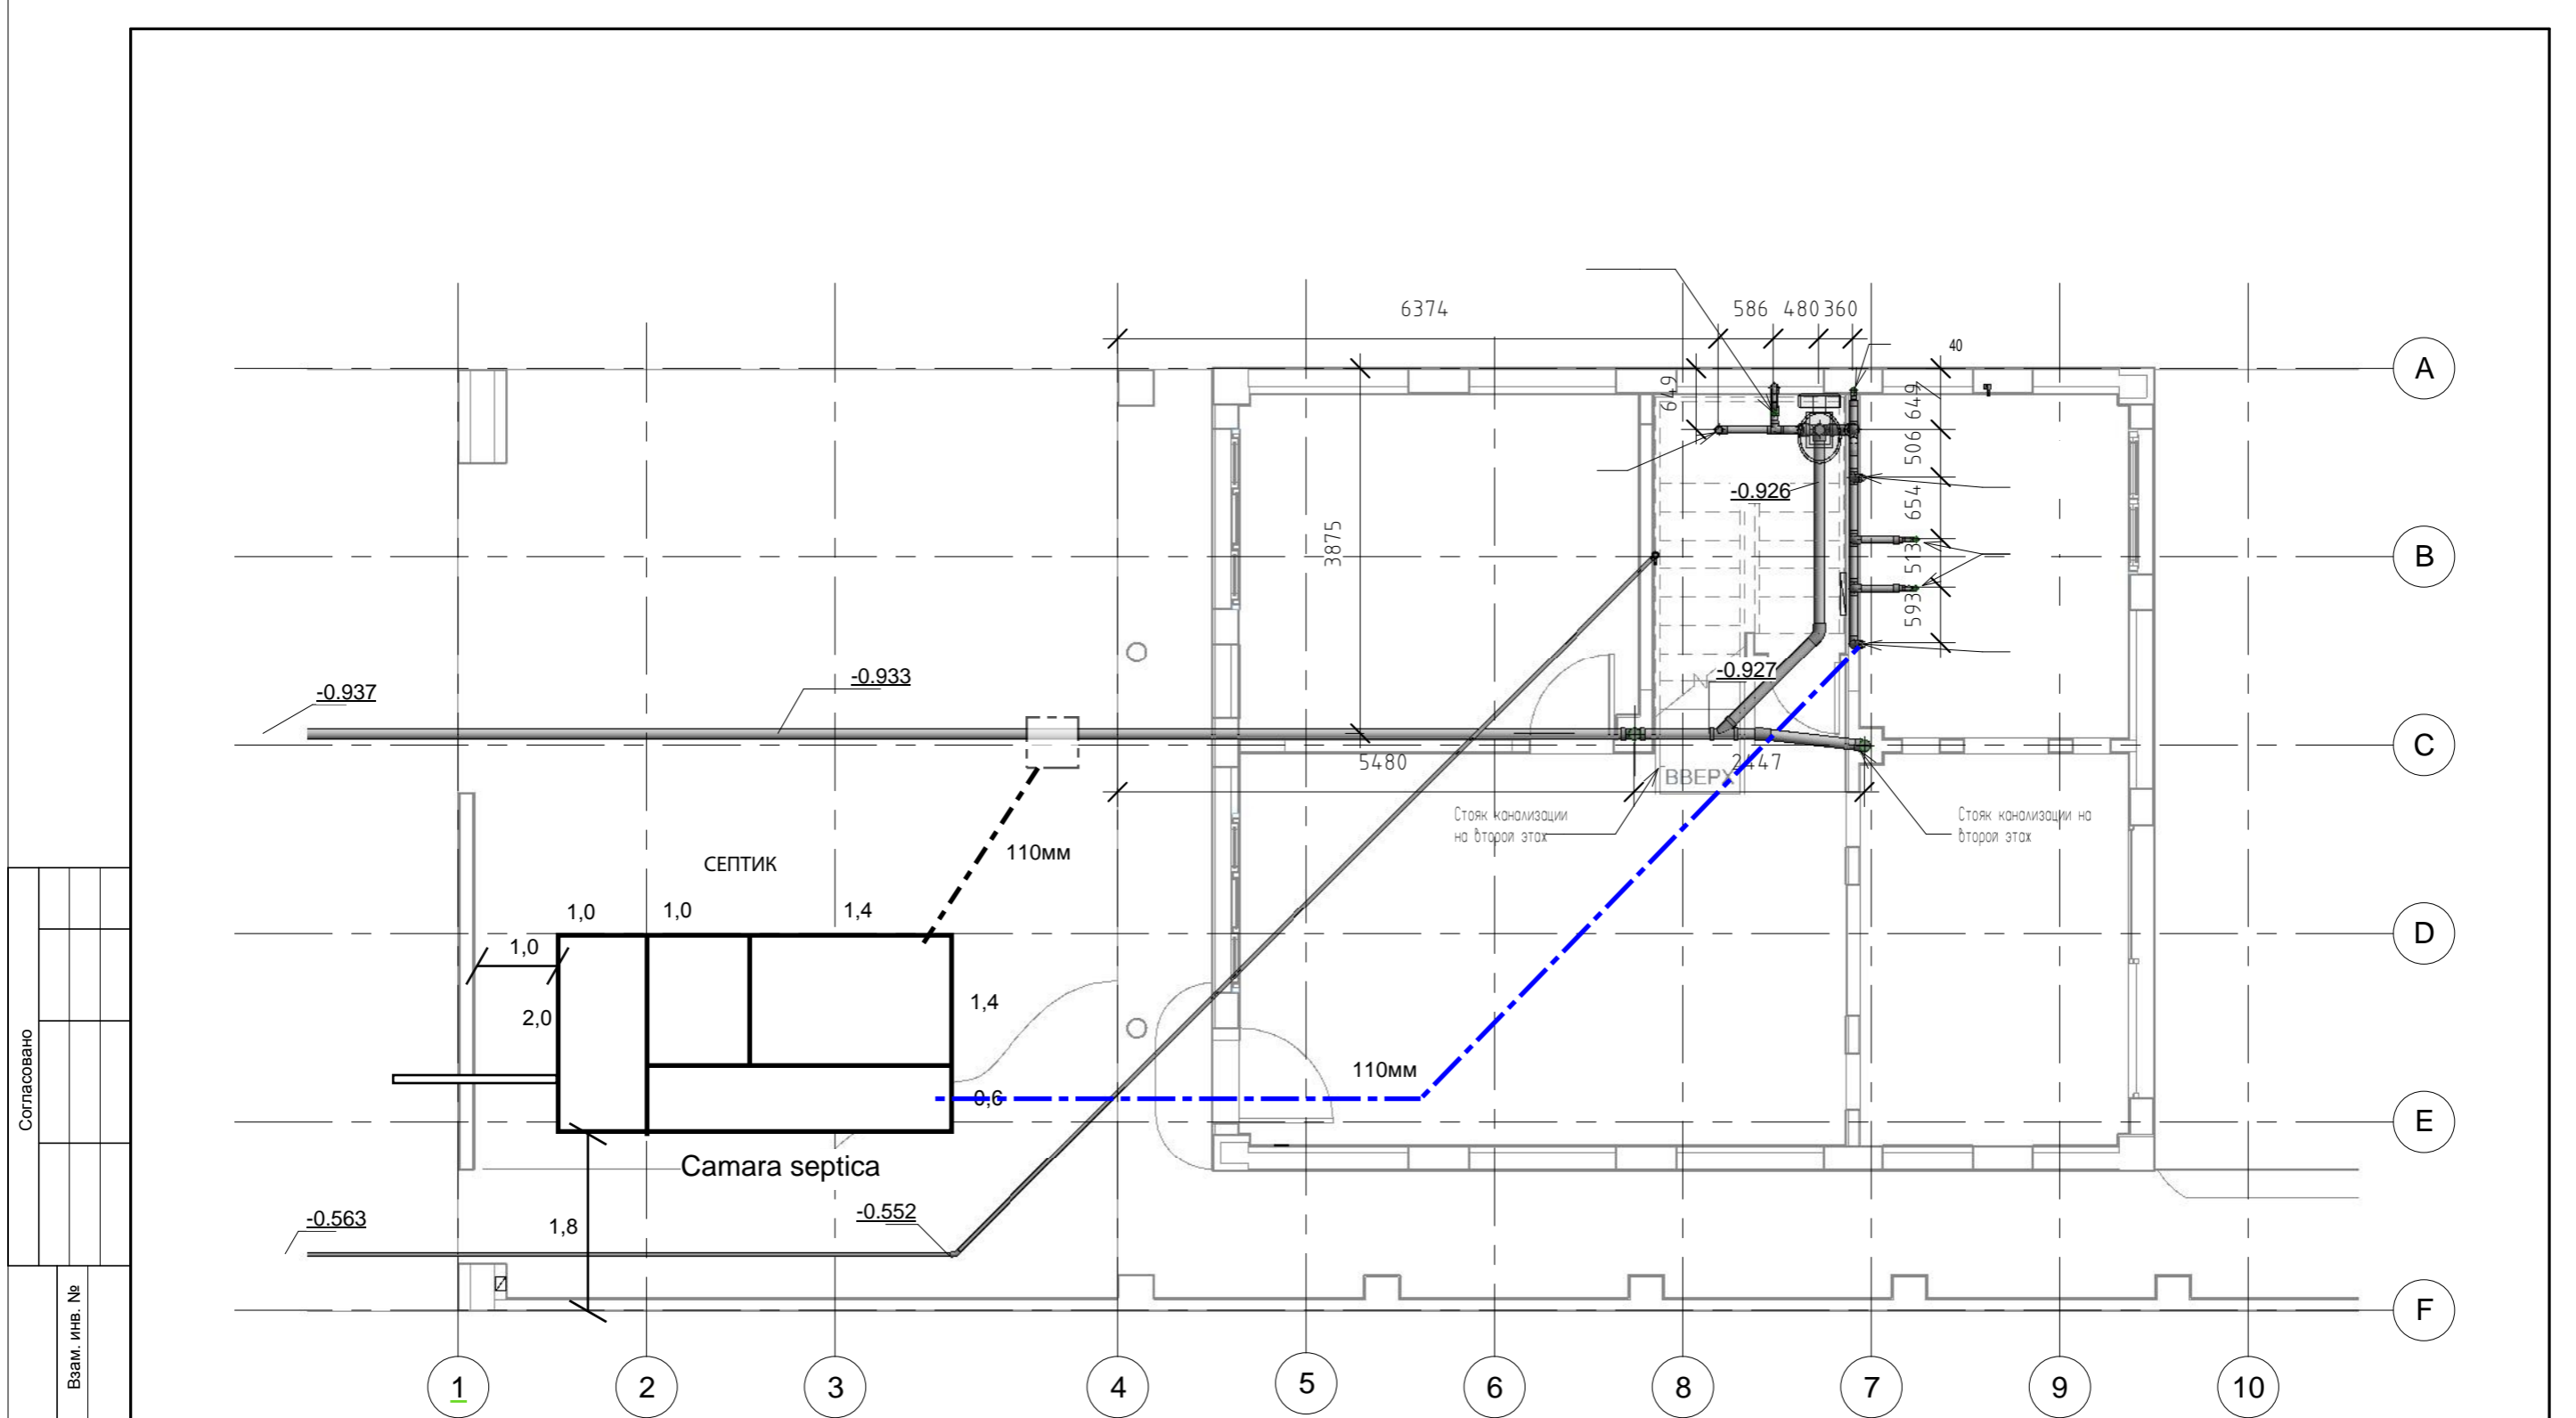 6374
586
480
360
40
A
649
649
506
-0.926
654
3875
513
B
593
-0.927
-0.933
-0.937
C
5480
2447
ВВЕРХ
Стояк канализации
на второй этаж
Стояк канализации на
второй этаж
110мм
СЕПТИК
1,0
1,0
1,4
D
1,0
1,4
2,0
110мм
0,6
E
Camara septica
-0.563
1,8
-0.552
F
1
2
3
4
5
6
8
7
9
10
Согласовано
Взам. инв. №